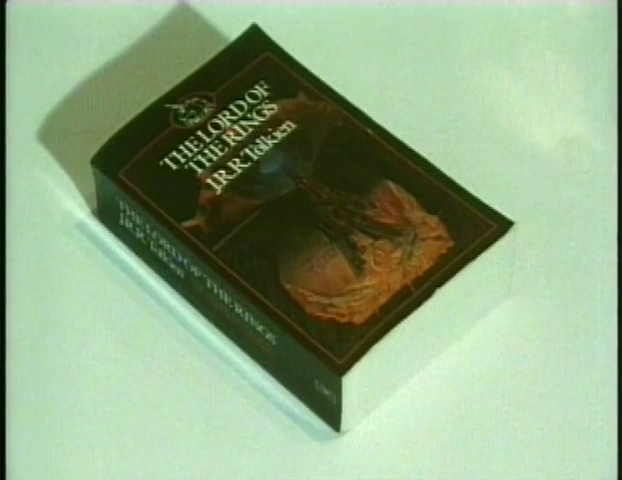 THE LORD OF
THE RINGS
J.R.R. Tolkien
THE LORD OF THE RINGS
J.R.R. Tolkien